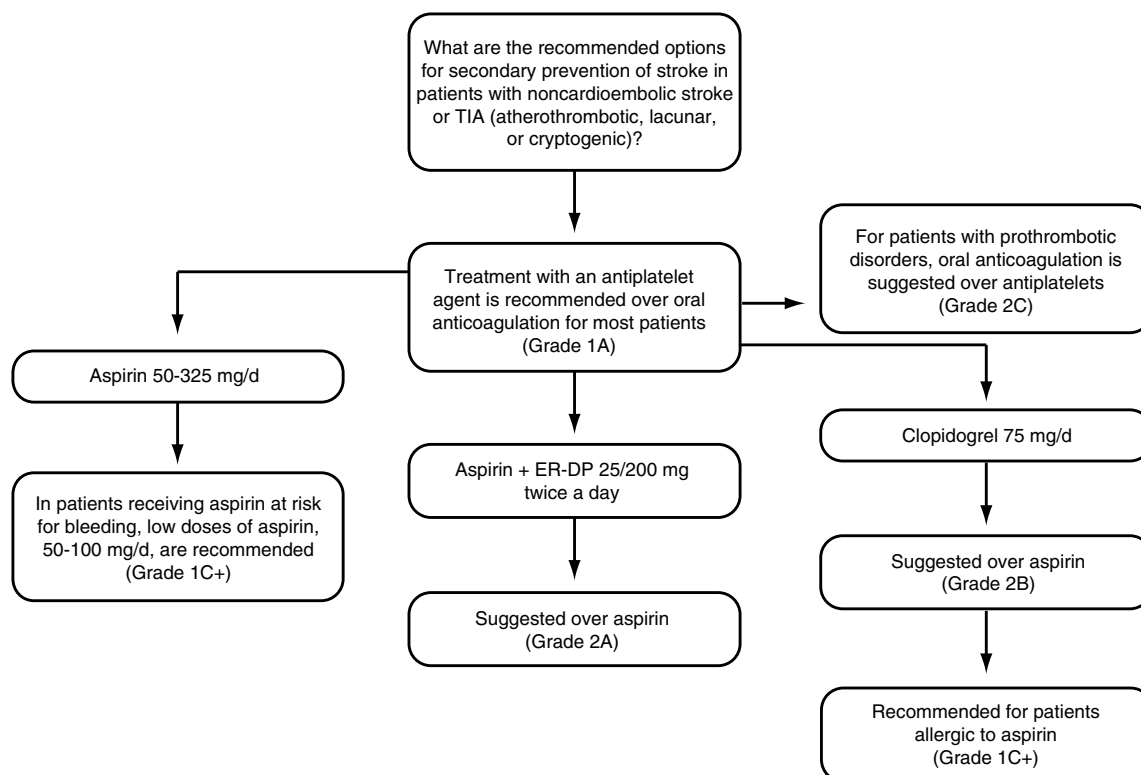 What are the recommended options
for secondary prevention of stroke in
patients with noncardioembolic stroke
or TIA (atherothrombotic, lacunar,
or cryptogenic)?
Treatment with an antiplatelet
agent is recommended over oral
anticoagulation for most patients
(Grade 1A)
For patients with prothrombotic
disorders, oral anticoagulation is
suggested over antiplatelets
(Grade 2C)
Aspirin 50-325 mg/d
In patients receiving aspirin at risk
for bleeding, low doses of aspirin,
50-100 mg/d, are recommended
(Grade 1C+)
Aspirin + ER-DP 25/200 mg
twice a day
Suggested over aspirin
(Grade 2A)
Clopidogrel 75 mg/d
Suggested over aspirin
(Grade 2B)
Recommended for patients
allergic to aspirin
(Grade 1C+)